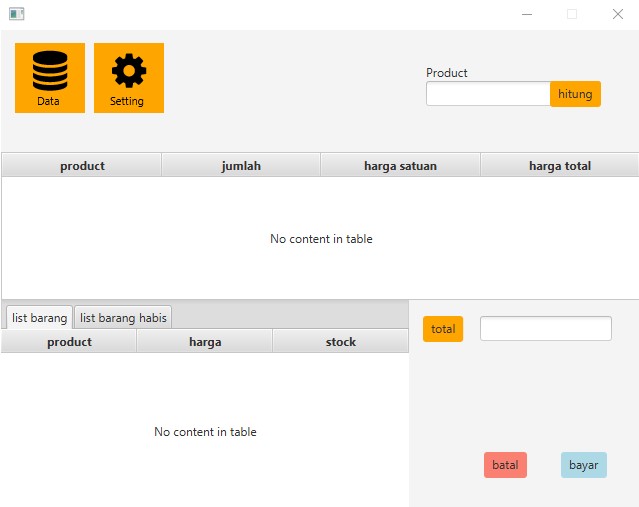 Product
hitung
Data Setting
product jumlah harga satuan harga total
No content in table
list barang list barang habis
total
product harga stock
No content in table
batal bayar